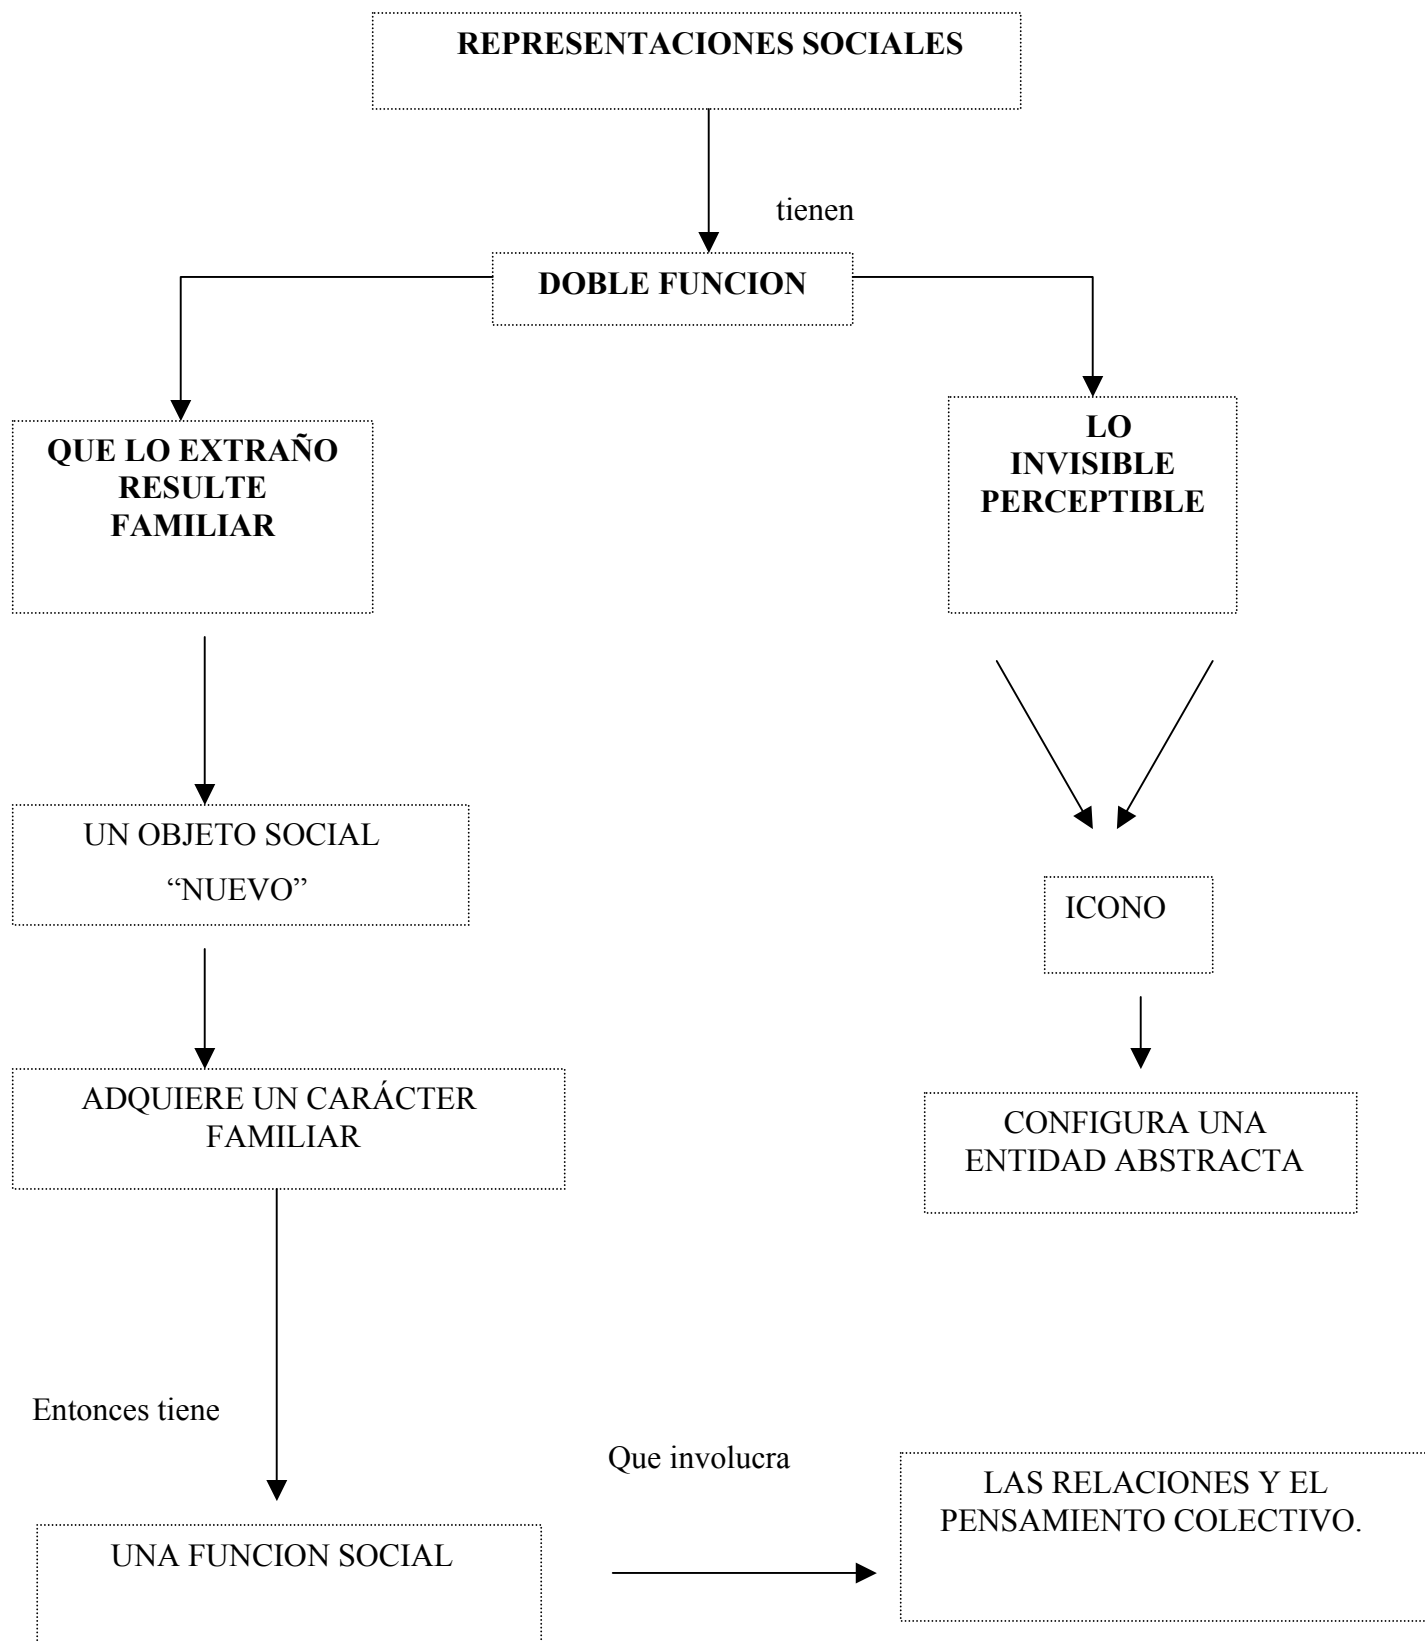 REPRESENTACIONES SOCIALES
tienen
DOBLE FUNCION
QUE LO EXTRAÑO
RESULTE
FAMILIAR
LO
INVISIBLE
PERCEPTIBLE
UN OBJETO SOCIAL
“NUEVO”
ICONO
ADQUIERE UN CARÁCTER
FAMILIAR
CONFIGURA UNA
ENTIDAD ABSTRACTA
Entonces tiene
UNA FUNCION SOCIAL
Que involucra
LAS RELACIONES Y EL
PENSAMIENTO COLECTIVO.